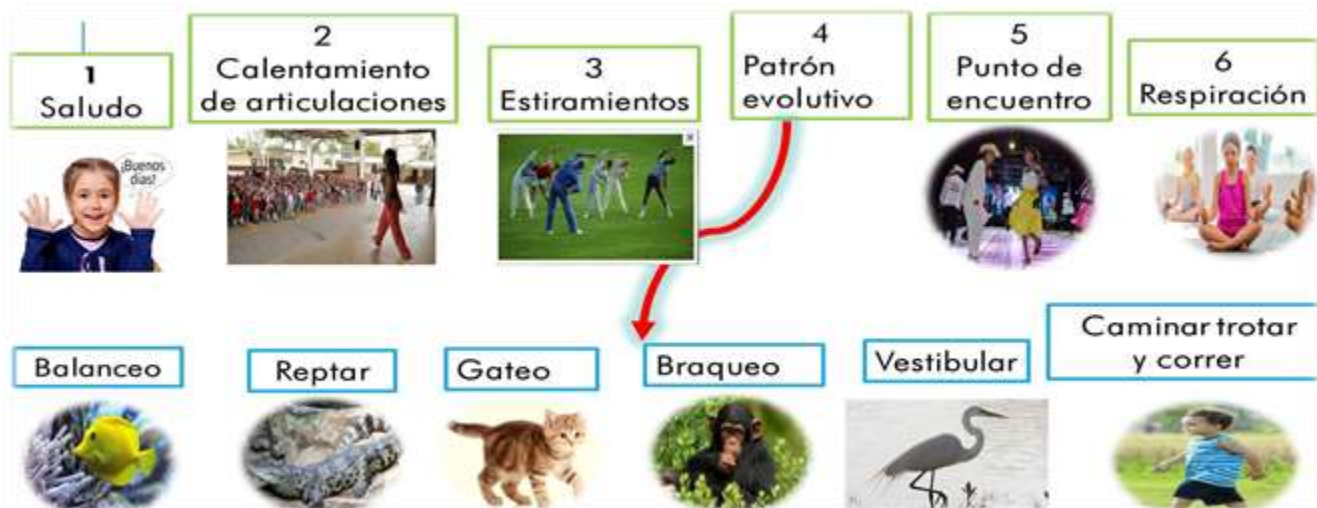 1
Saludo
2
Calentamiento
de articulaciones
3
Estiramientos
4
Patrón
evolutivo
5
Punto de
encuentro
6
Respiración
¡Buenos
días!
Balanceo
Reptar
Gateo
Braqueo
Vestibular
Caminar trotar
y correr